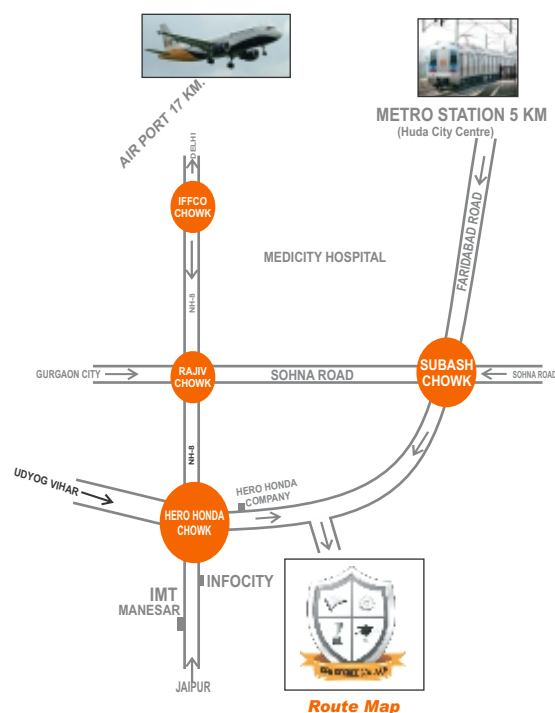 AIR PORT 17 KM.
METRO STATION 5 KM
(Huda City Centre)
DELHI
IFFCO
CHOWK
FARIDABAD ROAD
MEDICITY HOSPITAL
NH-8
GURGAON CITY
RAJIV
CHOWK
SOHNA ROAD
SUBASH
CHOWK
SOHNA ROAD
NH-8
UDYOG VIHAR
HERO HONDA
COMPANY
HERO HONDA
CHOWK
INFOCITY
IMT
MANESAR
JAIPUR
Route Map